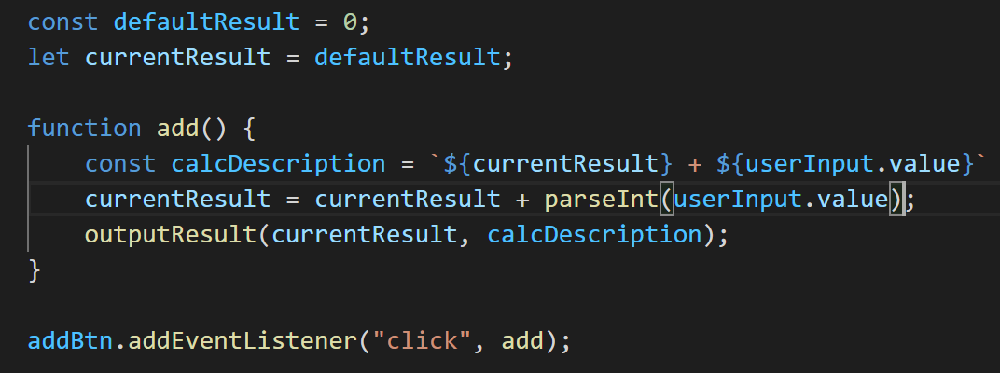 const defaultResult = 0;
let currentResult = defaultResult;

function add() {
    const calcDescription = `${currentResult} + ${userInput.value}`
    currentResult = currentResult + parseInt(userInput.value);
    outputResult(currentResult, calcDescription);
}

addBtn.addEventListener("click", add);